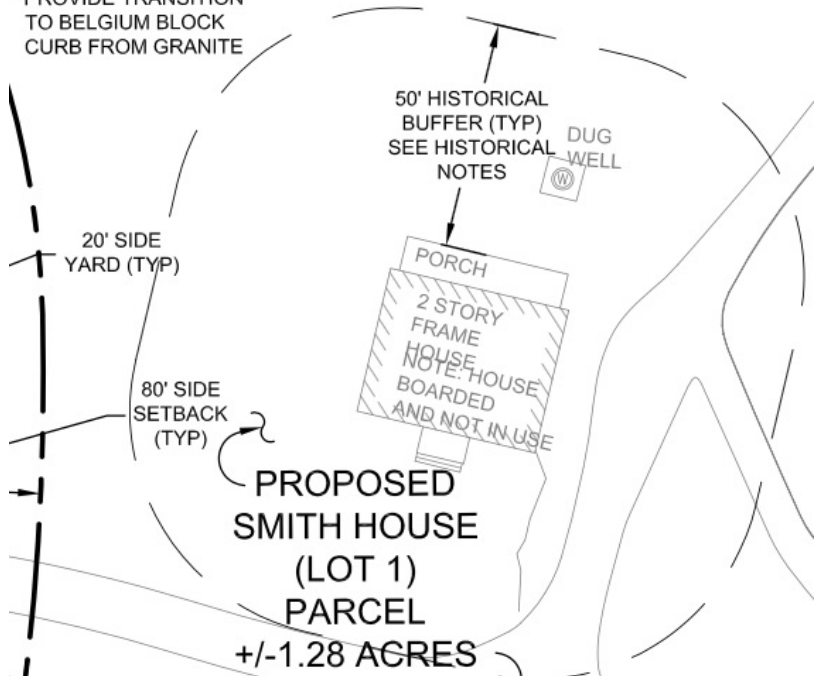 PROVIDE TRANSITION
TO BELGIUM BLOCK
CURB FROM GRANITE
50' HISTORICAL
BUFFER (TYP)
SEE HISTORICAL
NOTES
DUG
WELL
W
20' SIDE
YARD (TYP)
PORCH
2 STORY
FRAME
HOUSE
NOTE: HOUSE
BOARDED
AND NOT IN USE
80' SIDE
SETBACK
(TYP)
PROPOSED
SMITH HOUSE
(LOT 1)
PARCEL
+/-1.28 ACRES